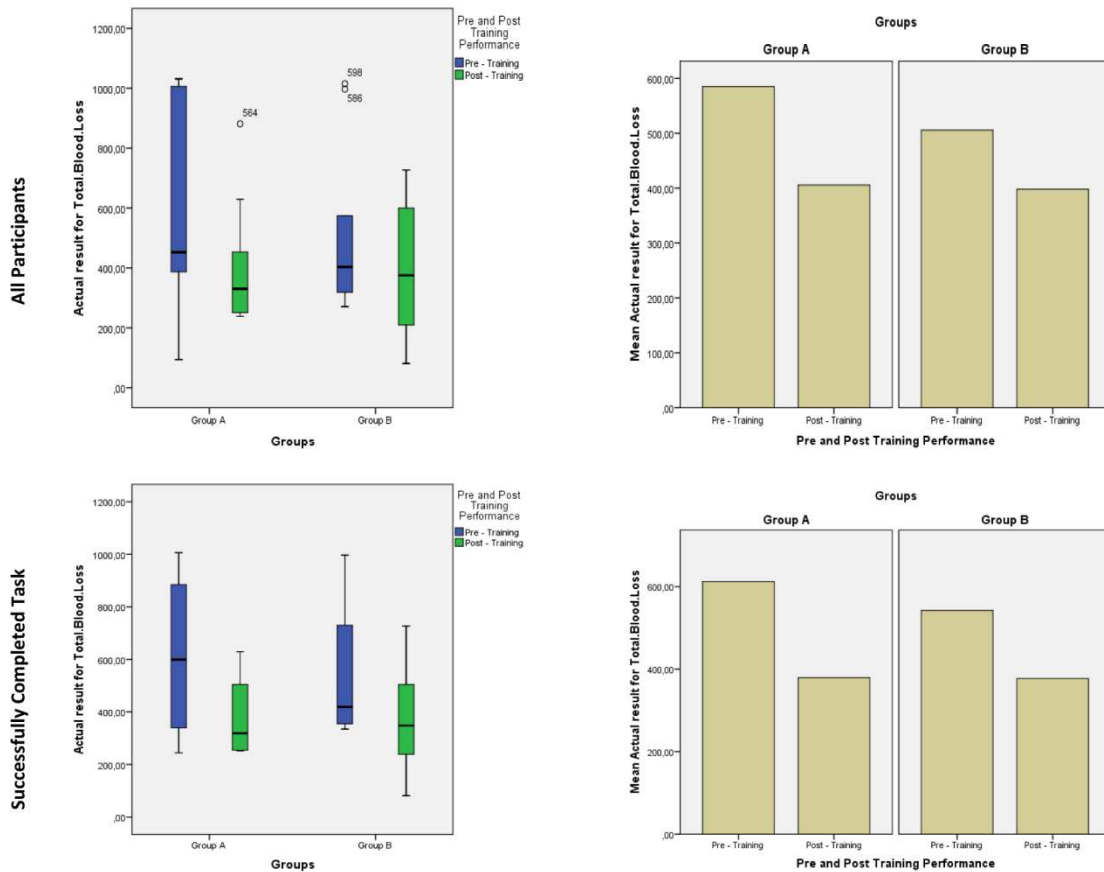 All Participants
Actual result for Total.Blood.Loss
1200,00
1000,00
800,00
600,00
400,00
200,00
,00
564
598
586
Group A
Group B
Groups
Pre and Post
Training
Performance
Pre - Training
Post - Training
Groups
Group A
Group B
Mean Actual result for Total.Blood.Loss
600,00
500,00
400,00
300,00
200,00
100,00
,00
Pre - Training
Post - Training
Pre - Training
Post - Training
Pre and Post Training Performance
Successfully Completed Task
Actual result for Total.Blood.Loss
1200,00
1000,00
800,00
600,00
400,00
200,00
,00
Group A
Group B
Groups
Pre and Post
Training
Performance
Pre - Training
Post - Training
Groups
Group A
Group B
Mean Actual result for Total.Blood.Loss
600,00
400,00
200,00
,00
Pre - Training
Post - Training
Pre - Training
Post - Training
Pre and Post Training Performance